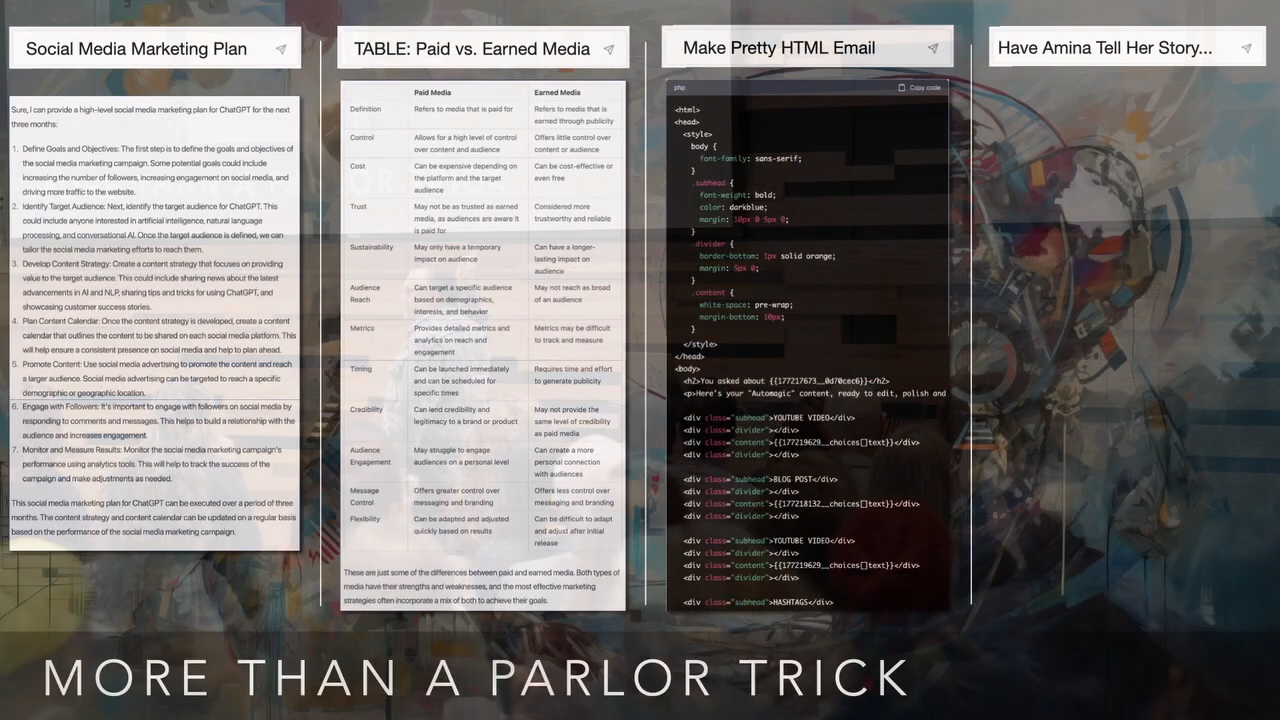 Social Media Marketing Plan
Sure, I can provide a high-level social media marketing plan for ChatGPT for the next
three months:
1. Define Goals and Objectives: The first step is to define the goals and objectives of
the social media marketing campaign. Some potential goals could include
increasing the number of followers, increasing engagement on social media, and
driving more traffic to the website.
2. Identify Target Audience: Next, identify the target audience for ChatGPT. This
could include anyone interested in artificial intelligence, natural language
processing, and conversational AI. Once the target audience is defined, we can
tailor the social media marketing efforts to reach them.
3. Develop Content Strategy: Create a content strategy that focuses on providing
value to the target audience. This could include sharing news about the latest
advancements in AI and NLP, sharing tips and tricks for using ChatGPT, and
showcasing customer success stories.
4. Plan Content Calendar: Once the content strategy is developed, create a content
calendar that outlines the content to be shared on each social media platform. This
will help ensure a consistent presence on social media and help to plan ahead.
5. Promote Content: Use social media advertising to promote the content and reach
a larger audience. Social media advertising can be targeted to reach a specific
demographic or geographic location.
6. Engage with Followers: It's important to engage with followers on social media by
responding to comments and messages. This helps to build a relationship with the
audience and increases engagement.
7. Monitor and Measure Results: Monitor the social media marketing campaign's
performance using analytics tools. This will help to track the success of the
campaign and make adjustments as needed.
This social media marketing plan for ChatGPT can be executed over a period of three
months. The content strategy and content calendar can be updated on a regular basis
based on the performance of the social media marketing campaign.
TABLE: Paid vs. Earned Media
Paid Media Earned Media
Definition Refers to media that is paid for Refers to media that is
earned through publicity
Control Allows for a high level of control Offers little control over
over content and audience content or audience
Cost Can be expensive depending on Can be cost-effective or
the platform and the target even free
audience
Trust May not be as trusted as earned Considered more
media, as audiences are aware it trustworthy and reliable
is paid for
Sustainability May only have a temporary Can have a longer-
impact on audience lasting impact on
audience
Audience Can target a specific audience May not reach as broad
Reach based on demographics, of an audience
interests, and behavior
Metrics Provides detailed metrics and Metrics may be difficult
analytics on reach and to track and measure
engagement
Timing Can be launched immediately Requires time and effort
and can be scheduled for to generate publicity
specific times
Credibility Can lend credibility and May not provide the
legitimacy to a brand or product same level of credibility
as paid media
Audience May struggle to engage Can create a more
Engagement audiences on a personal level personal connection
with audiences
Message Offers greater control over Offers less control over
Control messaging and branding messaging and branding
Flexibility Can be adapted and adjusted Can be difficult to adapt
quickly based on results and adjust after initial
release
These are just some of the differences between paid and earned media. Both types of
media have their strengths and weaknesses, and the most effective marketing
strategies often incorporate a mix of both to achieve their goals.
Make Pretty HTML Email
php Copy code
<html>
<head>
<style>
body {
font-family: sans-serif;
}
.subhead {
font-weight: bold;
color: darkblue;
margin: 10px 0 5px 0;
}
.divider {
border-bottom: 1px solid orange;
margin: 5px 0;
}
.content {
white-space: pre-wrap;
margin-bottom: 10px;
}
</style>
</head>
<body>
<h2>You asked about {{177217673__0d70cec6}}</h2>
<p>Here's your "Automagic" content, ready to edit, polish and
<div class="subhead">YOUTUBE VIDEO</div>
<div class="divider"></div>
<div class="content">{{177219629__choices[]text}}</div>
<div class="divider"></div>
<div class="subhead">BLOG POST</div>
<div class="divider"></div>
<div class="content">{{177218132__choices[]text}}</div>
<div class="divider"></div>
<div class="subhead">YOUTUBE VIDEO</div>
<div class="divider"></div>
<div class="content">{{177219629__choices[]text}}</div>
<div class="divider"></div>
<div class="subhead">HASHTAGS</div>
Have Amina Tell Her Story...
MORE THAN A PARLOR TRICK